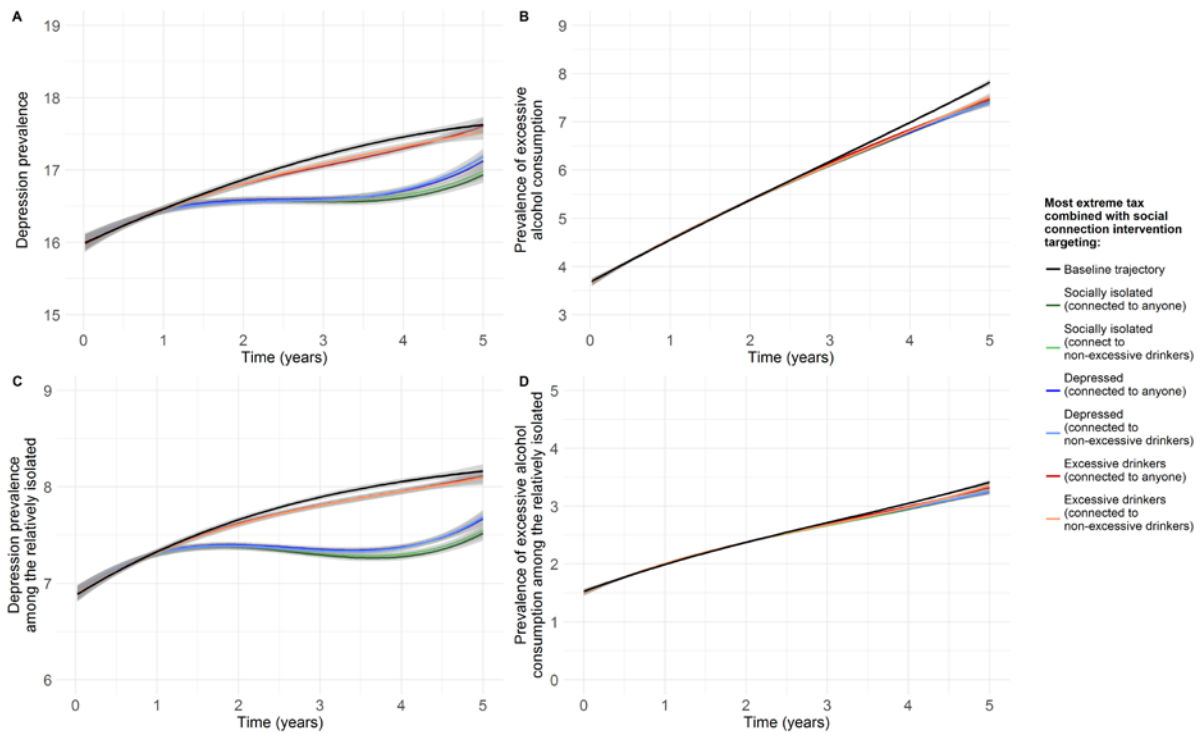 A
Depression prevalence
19
18
17
16
15
0 1 2 3 4 5
Time (years)
B
Prevalence of excessive
alcohol consumption
9
8
7
6
5
4
3
0 1 2 3 4 5
Time (years)
C
Depression prevalence
among the relatively isolated
9
8
7
6
0 1 2 3 4 5
Time (years)
D
Prevalence of excessive alcohol
consumption among the relatively isolated
5
4
3
2
1
0
0 1 2 3 4 5
Time (years)
Most extreme tax
combined with social
connection intervention
targeting:
Baseline trajectory
Socially isolated
(connected to anyone)
Socially isolated
(connect to
non-excessive drinkers)
Depressed
(connected to anyone)
Depressed
(connected to
non-excessive drinkers)
Excessive drinkers
(connected to anyone)
Excessive drinkers
(connected to
non-excessive drinkers)